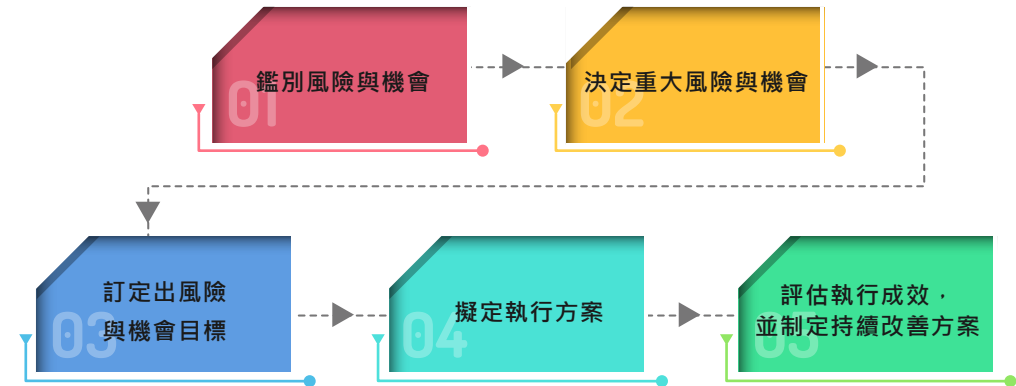 01
鑑別風險與機會
02
決定重大風險與機會
03
訂定出風險
與機會目標
04
擬定執行方案
05
評估執行成效，
並制定持續改善方案